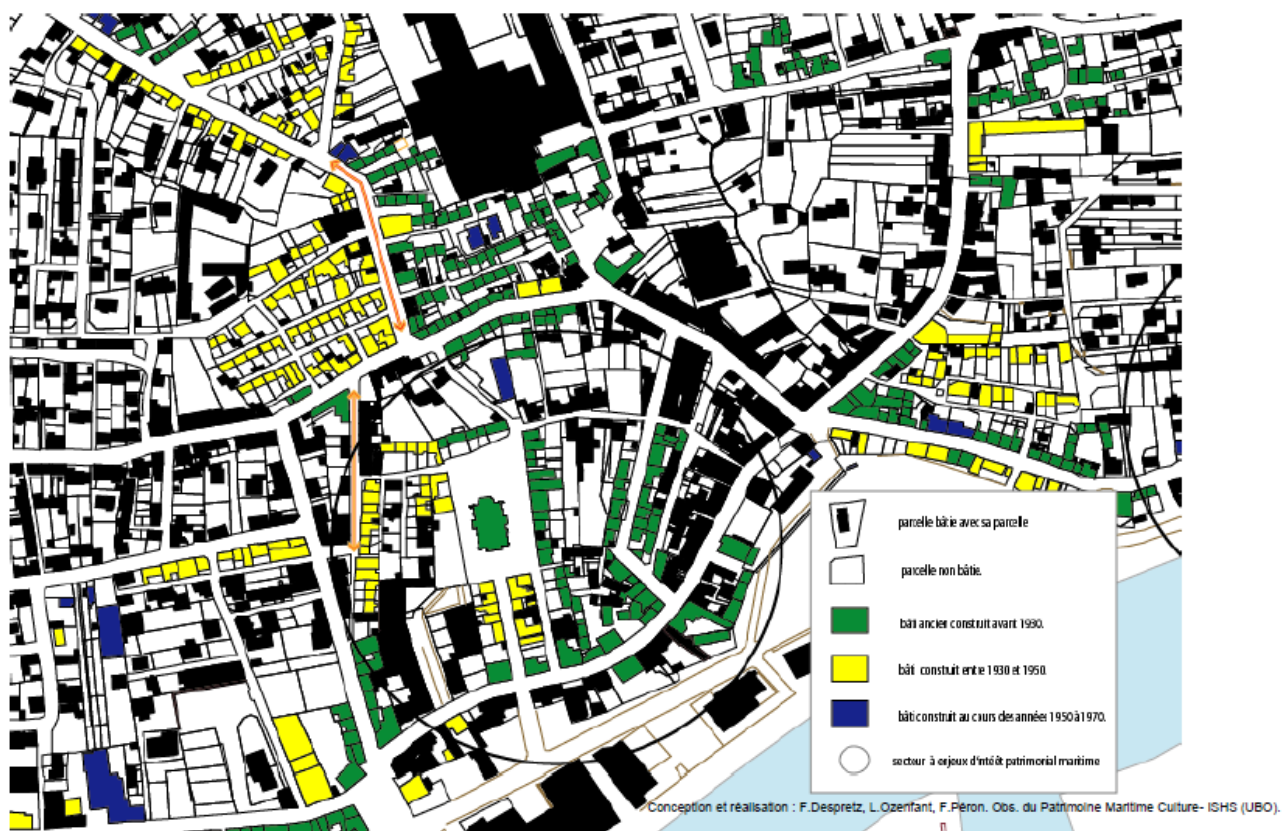 parcelle bâtie avec sa parcelle
parcelle non bâtie.
bâti ancien construit avant 1930.
bâti construit entre 1930 et 1950.
bâti construit au cours des années 1950 à 1970.
secteur à enjeux d'intérêt patrimonial maritime
Conception et réalisation : F.Despretz, L.Ozenfant, F.Péron. Obs. du Patrimoine Maritime Culture- ISHS (UBO).